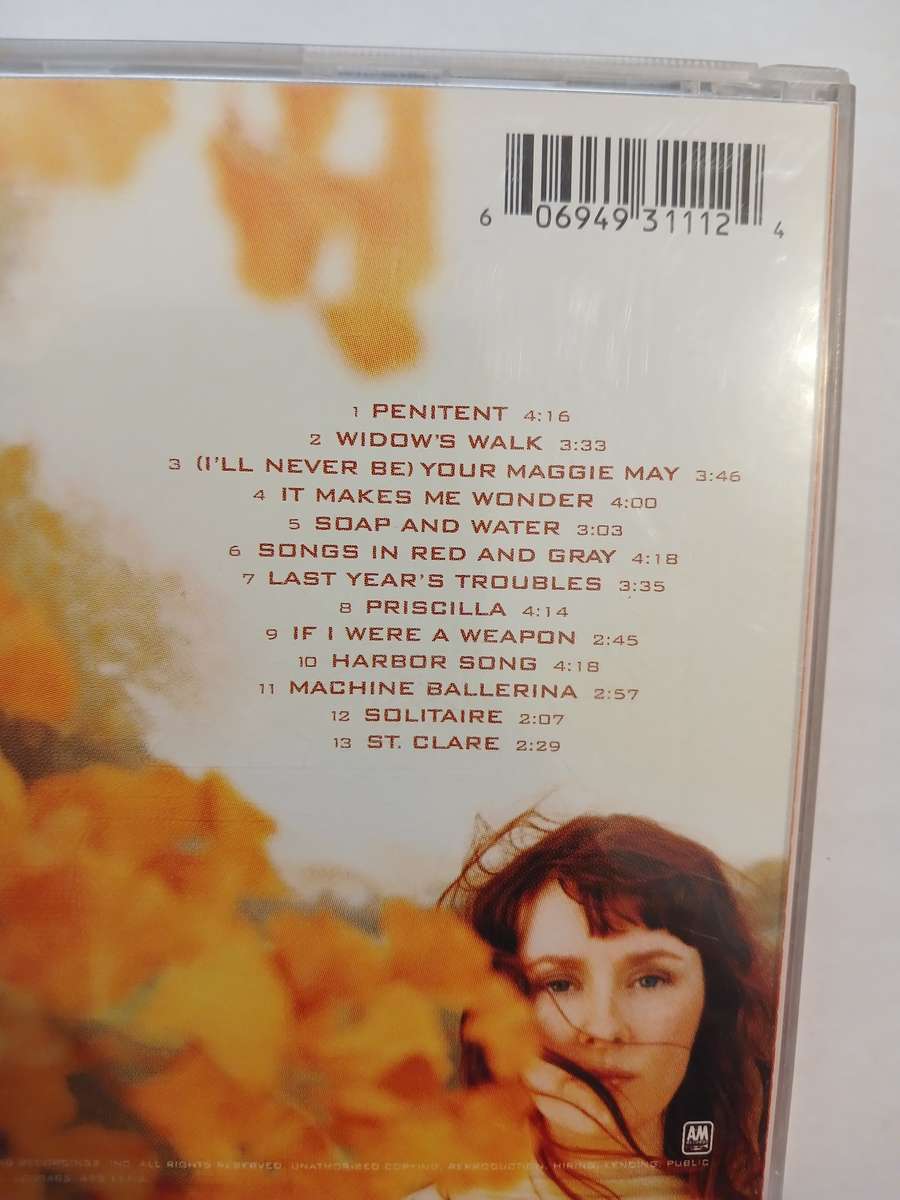 6 06949 31112 4
1 PENITENT 4:16
2 WIDOW'S WALK 3:33
3 (I'LL NEVER BE) YOUR MAGGIE MAY 3:46
4 IT MAKES ME WONDER 4:00
5 SOAP AND WATER 3:03
6 SONGS IN RED AND GRAY 4:18
7 LAST YEAR'S TROUBLES 3:35
8 PRISCILLA 4:14
9 IF I WERE A WEAPON 2:45
10 HARBOR SONG 4:18
11 MACHINE BALLERINA 2:57
12 SOLITAIRE 2:07
13 ST. CLARE 2:29
A&M
RECORDINGS, INC. ALL RIGHTS RESERVED. UNAUTHORIZED COPYING, REPRODUCTION, HIRING, LENDING, PUBLIC